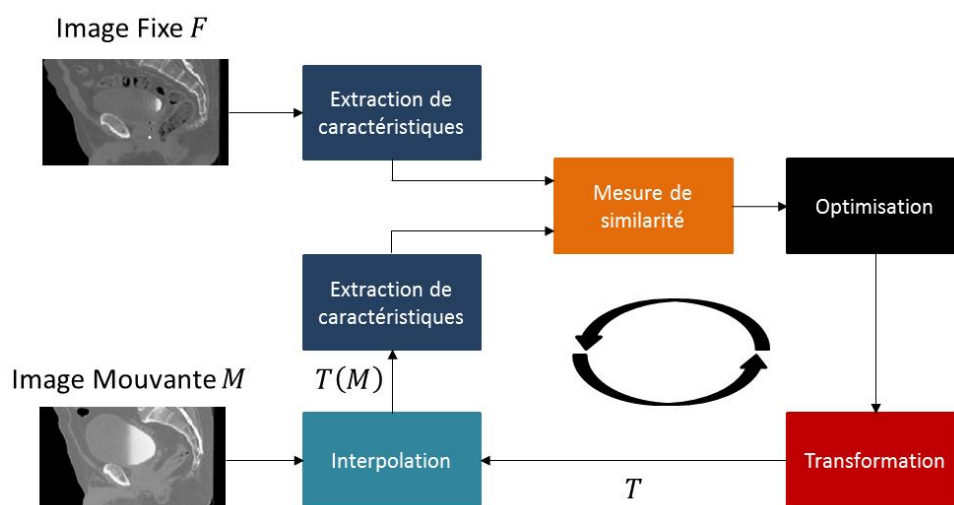 Image Fixe F
Extraction de
caractéristiques
Mesure de
similarité
Optimisation
Extraction de
caractéristiques
Image Mouvante M
T(M)
Interpolation
Transformation
T